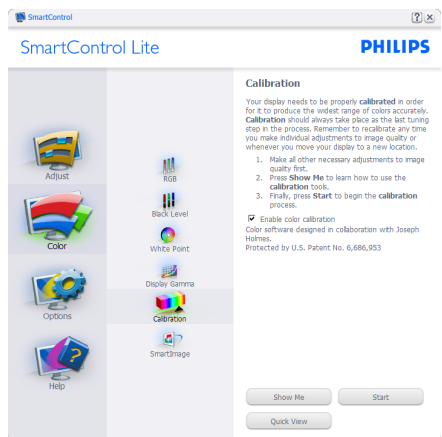 SmartControl
SmartControl Lite
PHILIPS
Adjust
Color
Options
Help
RGB
Black Level
White Point
Display Gamma
Calibration
SmartImage
Calibration
Your display needs to be properly calibrated in order
for it to produce the widest range of colors accurately.
Calibration should always take place as the last tuning
step in the process. Remember to recalibrate any time
you make individual adjustments to image quality or
whenever you move your display to a new location.
1. Make all other necessary adjustments to image
quality first.
2. Press Show Me to learn how to use the
calibration tools.
3. Finally, press Start to begin the calibration
process.
Enable color calibration
Color software designed in collaboration with Joseph
Holmes.
Protected by U.S. Patent No. 6,686,953
Show Me
Start
Quick View